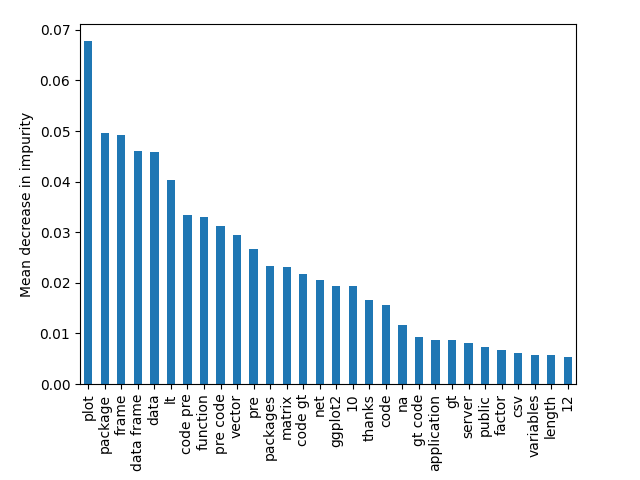 0.07
0.06
0.05
0.04
0.03
0.02
0.01
0.00
Mean decrease in impurity
plot
package
frame
data frame
data
lt
code pre
function
pre code
vector
pre
packages
matrix
code gt
net
ggplot2
10
thanks
code
na
gt code
application
gt
server
public
factor
csv
variables
length
12